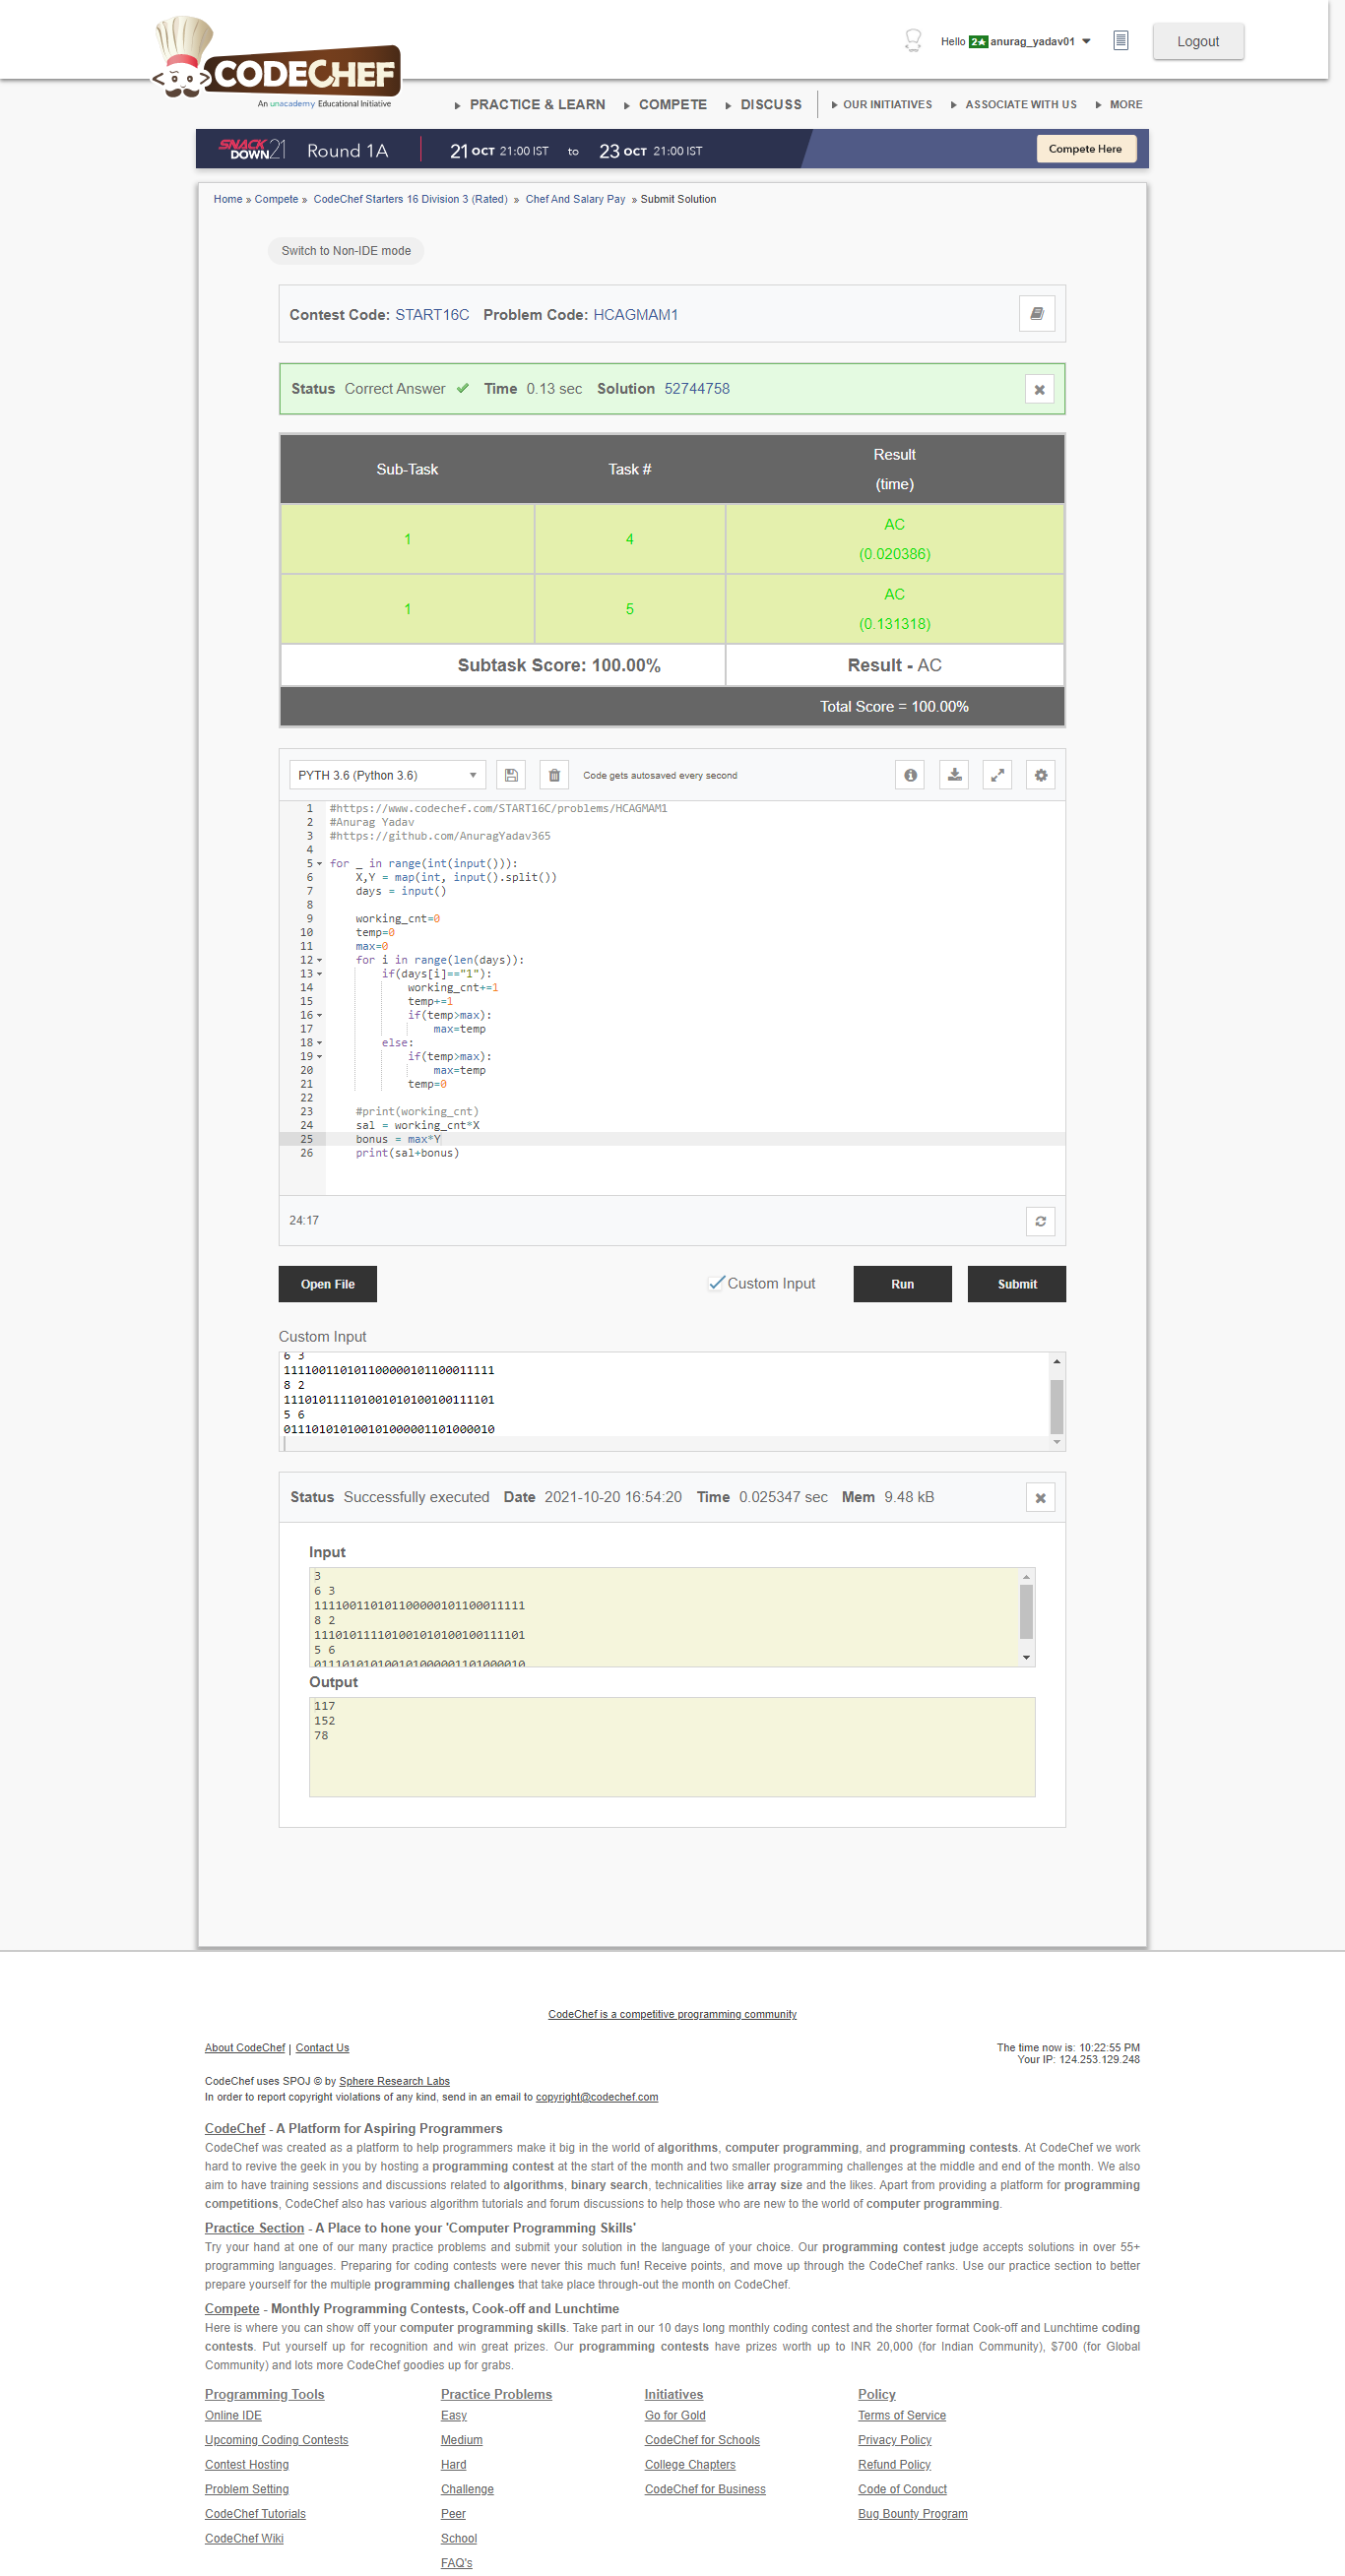 Hello 2★ anurag_yadav01
Logout
CODECHEF
An unacademy Educational Initiative
PRACTICE & LEARN COMPETE DISCUSS OUR INITIATIVES ASSOCIATE WITH US MORE
SNACKDOWN21 Round 1A 21 OCT 21:00 IST to 23 OCT 21:00 IST Compete Here
Home » Compete » CodeChef Starters 16 Division 3 (Rated) » Chef And Salary Pay » Submit Solution
Switch to Non-IDE mode
Contest Code: START16C Problem Code: HCAGMAM1
Status Correct Answer ✔ Time 0.13 sec Solution 52744758
Sub-Task Task # Result
(time)
1 4 AC
(0.020386)
1 5 AC
(0.131318)
Subtask Score: 100.00% Result - AC
Total Score = 100.00%
PYTH 3.6 (Python 3.6) Code gets autosaved every second
1 #https://www.codechef.com/START16C/problems/HCAGMAM1
2 #Anurag Yadav
3 #https://github.com/AnuragYadav365
4
5 for _ in range(int(input())):
6 X,Y = map(int, input().split())
7 days = input()
8
9 working_cnt=0
10 temp=0
11 max=0
12 for i in range(len(days)):
13 if(days[i]=="1"):
14 working_cnt+=1
15 temp+=1
16 if(temp>max):
17 max=temp
18 else:
19 if(temp>max):
20 max=temp
21 temp=0
22
23 #print(working_cnt)
24 sal = working_cnt*X
25 bonus = max*Y
26 print(sal+bonus)
24:17
Open File Custom Input Run Submit
Custom Input
6 3
111100110101100000101100011111
8 2
111010111101001010100100111101
5 6
011101010100101000001101000010
Status Successfully executed Date 2021-10-20 16:54:20 Time 0.025347 sec Mem 9.48 kB
Input
3
6 3
111100110101100000101100011111
8 2
111010111101001010100100111101
5 6
011101010100101000001101000010
Output
117
152
78
CodeChef is a competitive programming community
About CodeChef | Contact Us
The time now is: 10:22:55 PM
Your IP: 124.253.129.248
CodeChef uses SPOJ © by Sphere Research Labs
In order to report copyright violations of any kind, send in an email to copyright@codechef.com
CodeChef - A Platform for Aspiring Programmers
CodeChef was created as a platform to help programmers make it big in the world of algorithms, computer programming, and programming contests. At CodeChef we work
hard to revive the geek in you by hosting a programming contest at the start of the month and two smaller programming challenges at the middle and end of the month. We also
aim to have training sessions and discussions related to algorithms, binary search, technicalities like array size and the likes. Apart from providing a platform for programming
competitions, CodeChef also has various algorithm tutorials and forum discussions to help those who are new to the world of computer programming.
Practice Section - A Place to hone your 'Computer Programming Skills'
Try your hand at one of our many practice problems and submit your solution in the language of your choice. Our programming contest judge accepts solutions in over 55+
programming languages. Preparing for coding contests were never this much fun! Receive points, and move up through the CodeChef ranks. Use our practice section to better
prepare yourself for the multiple programming challenges that take place through-out the month on CodeChef.
Compete - Monthly Programming Contests, Cook-off and Lunchtime
Here is where you can show off your computer programming skills. Take part in our 10 days long monthly coding contest and the shorter format Cook-off and Lunchtime coding
contests. Put yourself up for recognition and win great prizes. Our programming contests have prizes worth up to INR 20,000 (for Indian Community), $700 (for Global
Community) and lots more CodeChef goodies up for grabs.
Programming Tools Practice Problems Initiatives Policy
Online IDE Easy Go for Gold Terms of Service
Upcoming Coding Contests Medium CodeChef for Schools Privacy Policy
Contest Hosting Hard College Chapters Refund Policy
Problem Setting Challenge CodeChef for Business Code of Conduct
CodeChef Tutorials Peer Bug Bounty Program
CodeChef Wiki School
FAQ's